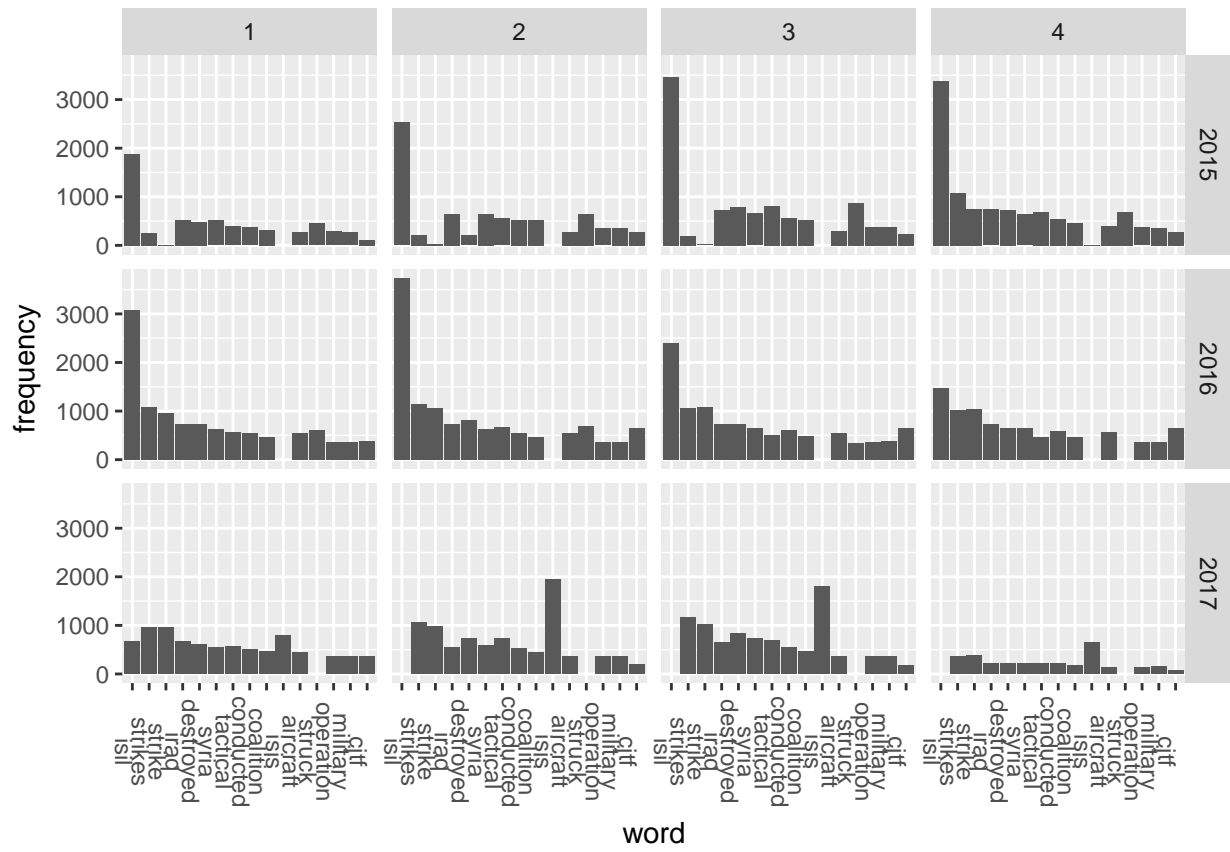 1 2 3 4
3000
2000
1000
0
2015
3000
2000
1000
0
2016
3000
2000
1000
0
2017
frequency
isil
strikes
strike
iraq
destroyed
syria
tactical
conducted
coalition
isis
aircraft
struck
operation
military
cjtf
isil
strikes
strike
iraq
destroyed
syria
tactical
conducted
coalition
isis
aircraft
struck
operation
military
cjtf
isil
strikes
strike
iraq
destroyed
syria
tactical
conducted
coalition
isis
aircraft
struck
operation
military
cjtf
isil
strikes
strike
iraq
destroyed
syria
tactical
conducted
coalition
isis
aircraft
struck
operation
military
cjtf
word